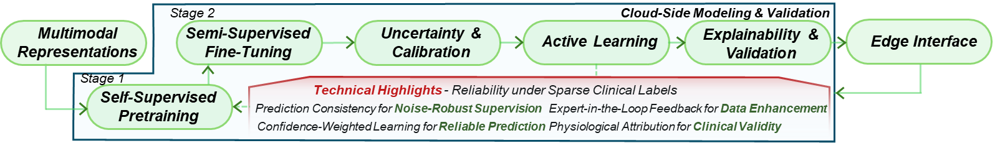 Stage 2
Cloud-Side Modeling & Validation
Multimodal
Representations
Semi-Supervised
Fine-Tuning
Uncertainty &
Calibration
Active Learning
Explainability &
Validation
Edge Interface
Stage 1
Self-Supervised
Pretraining
Technical Highlights - Reliability under Sparse Clinical Labels
Prediction Consistency for Noise-Robust Supervision Expert-in-the-Loop Feedback for Data Enhancement
Confidence-Weighted Learning for Reliable Prediction Physiological Attribution for Clinical Validity